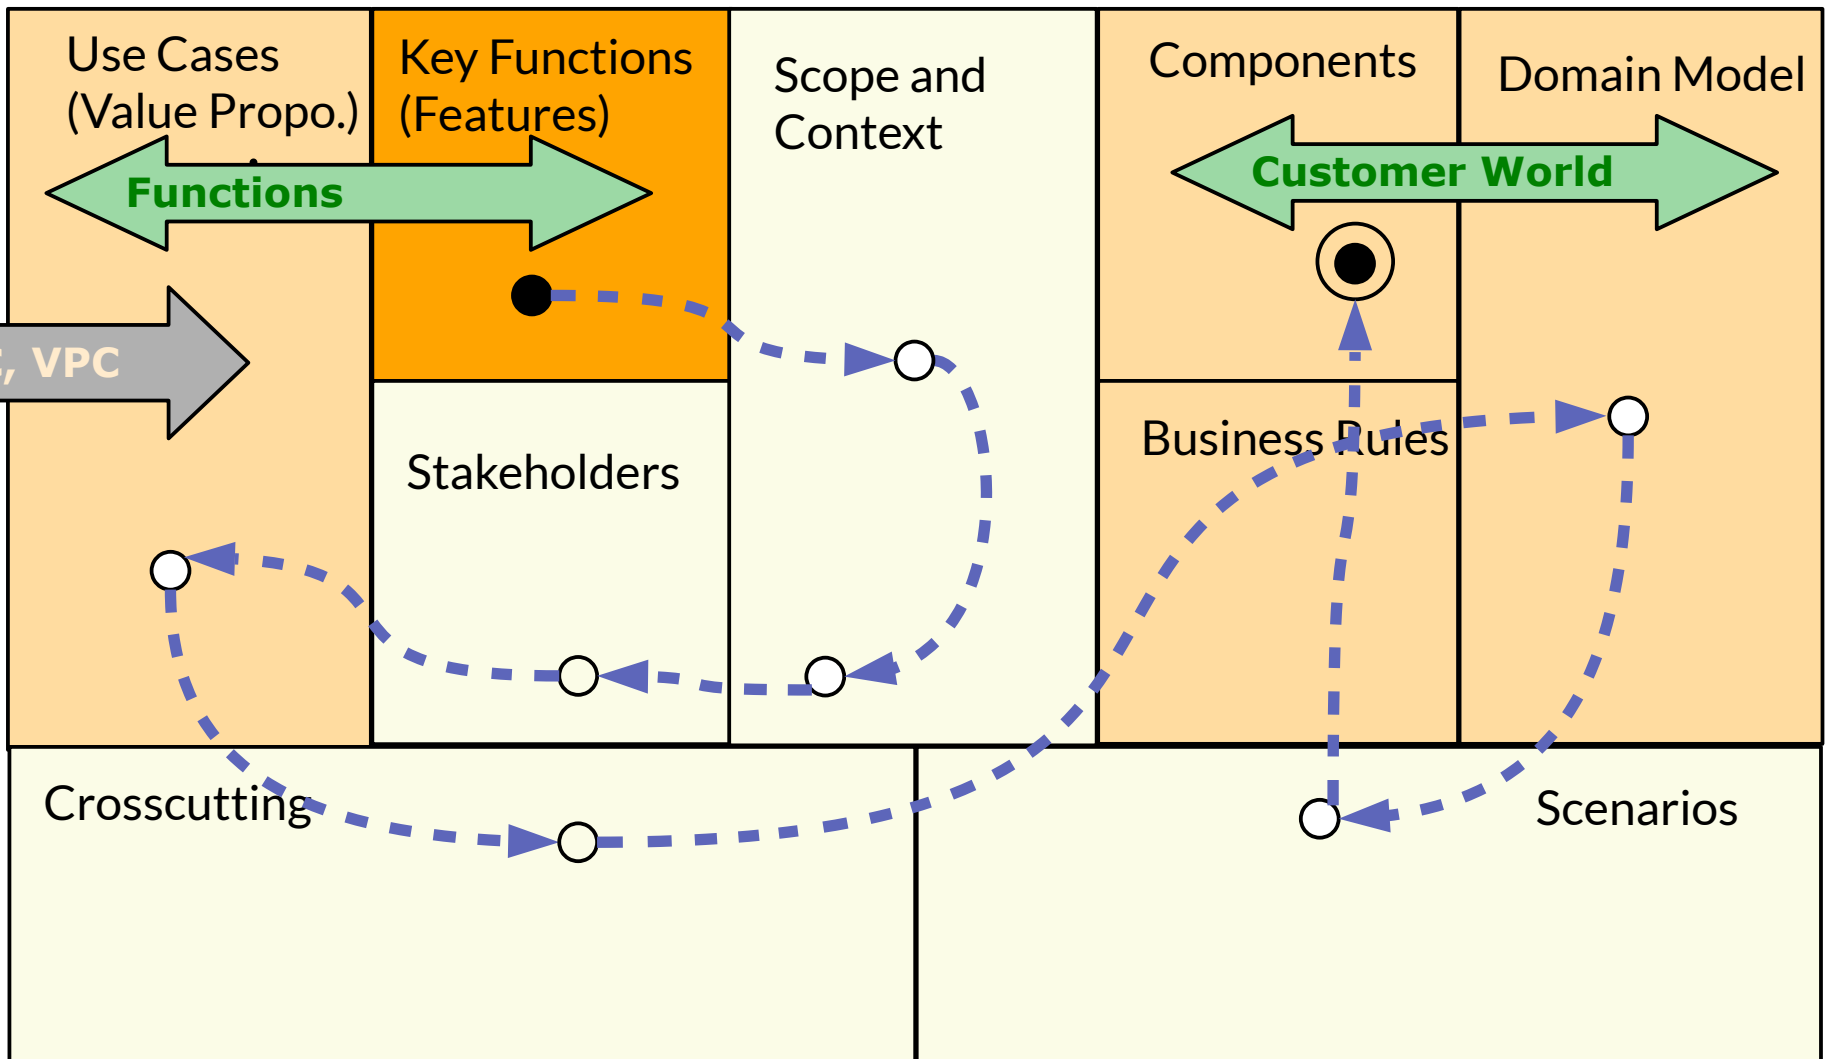 Use Cases
(Value Propo.)
Key Functions
(Features)
Scope and
Context
Components
Domain Model
Functions
Customer World
, VPC
Business Rules
Stakeholders
Crosscutting
Scenarios